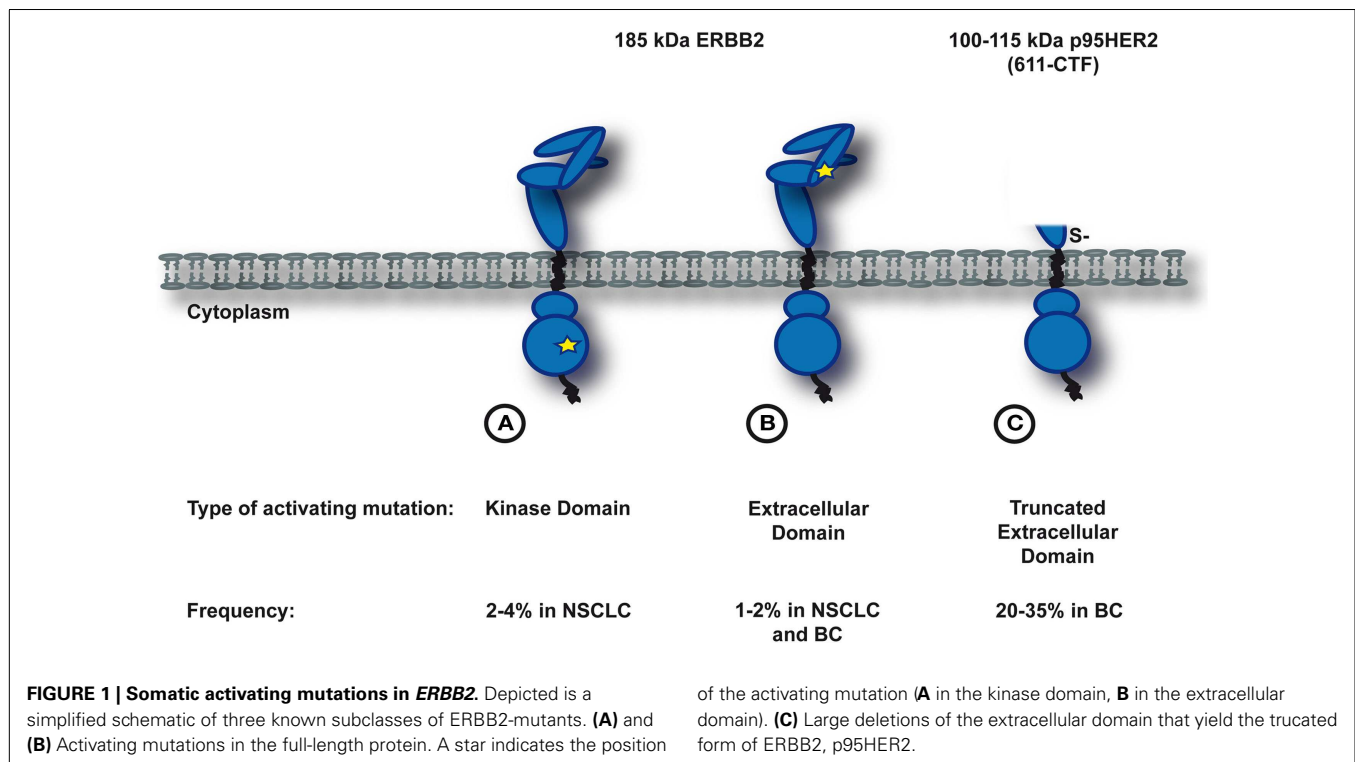 185 kDa ERBB2
100-115 kDa p95HER2
(611-CTF)
S-
Cytoplasm
A
B
C
Type of activating mutation:
Kinase Domain
Extracellular
Domain
Truncated
Extracellular
Domain
Frequency:
2-4% in NSCLC
1-2% in NSCLC
and BC
20-35% in BC
FIGURE 1 | Somatic activating mutations in ERBB2. Depicted is a
simplified schematic of three known subclasses of ERBB2-mutants. (A) and
(B) Activating mutations in the full-length protein. A star indicates the position
of the activating mutation (A in the kinase domain, B in the extracellular
domain). (C) Large deletions of the extracellular domain that yield the trucated
form of ERBB2, p95HER2.